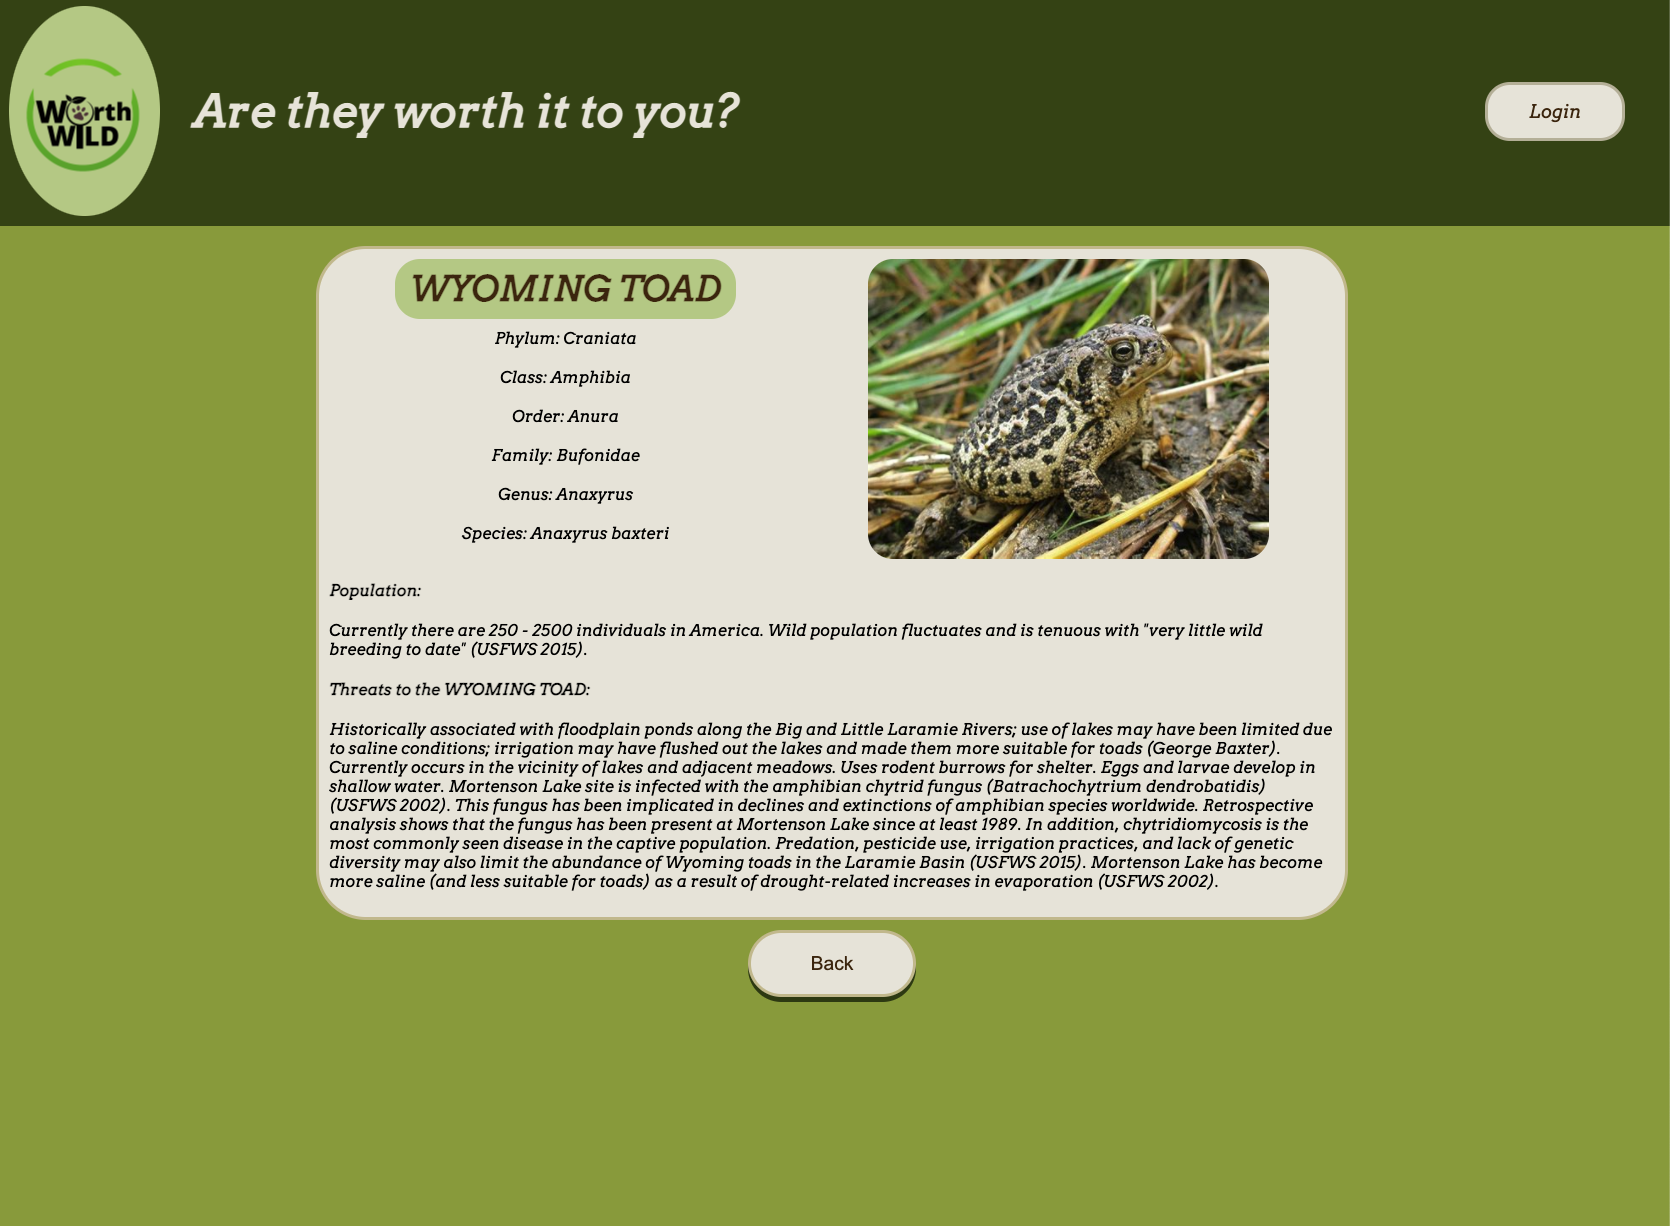 Worth
WILD
Are they worth it to you?
Login
WYOMING TOAD
Phylum: Craniata
Class: Amphibia
Order: Anura
Family: Bufonidae
Genus: Anaxyrus
Species: Anaxyrus baxteri
Population:
Currently there are 250 - 2500 individuals in America. Wild population fluctuates and is tenuous with "very little wild
breeding to date" (USFWS 2015).
Threats to the WYOMING TOAD:
Historically associated with floodplain ponds along the Big and Little Laramie Rivers; use of lakes may have been limited due
to saline conditions; irrigation may have flushed out the lakes and made them more suitable for toads (George Baxter).
Currently occurs in the vicinity of lakes and adjacent meadows. Uses rodent burrows for shelter. Eggs and larvae develop in
shallow water. Mortenson Lake site is infected with the amphibian chytrid fungus (Batrachochytrium dendrobatidis)
(USFWS 2002). This fungus has been implicated in declines and extinctions of amphibian species worldwide. Retrospective
analysis shows that the fungus has been present at Mortenson Lake since at least 1989. In addition, chytridiomycosis is the
most commonly seen disease in the captive population. Predation, pesticide use, irrigation practices, and lack of genetic
diversity may also limit the abundance of Wyoming toads in the Laramie Basin (USFWS 2015). Mortenson Lake has become
more saline (and less suitable for toads) as a result of drought-related increases in evaporation (USFWS 2002).
Back